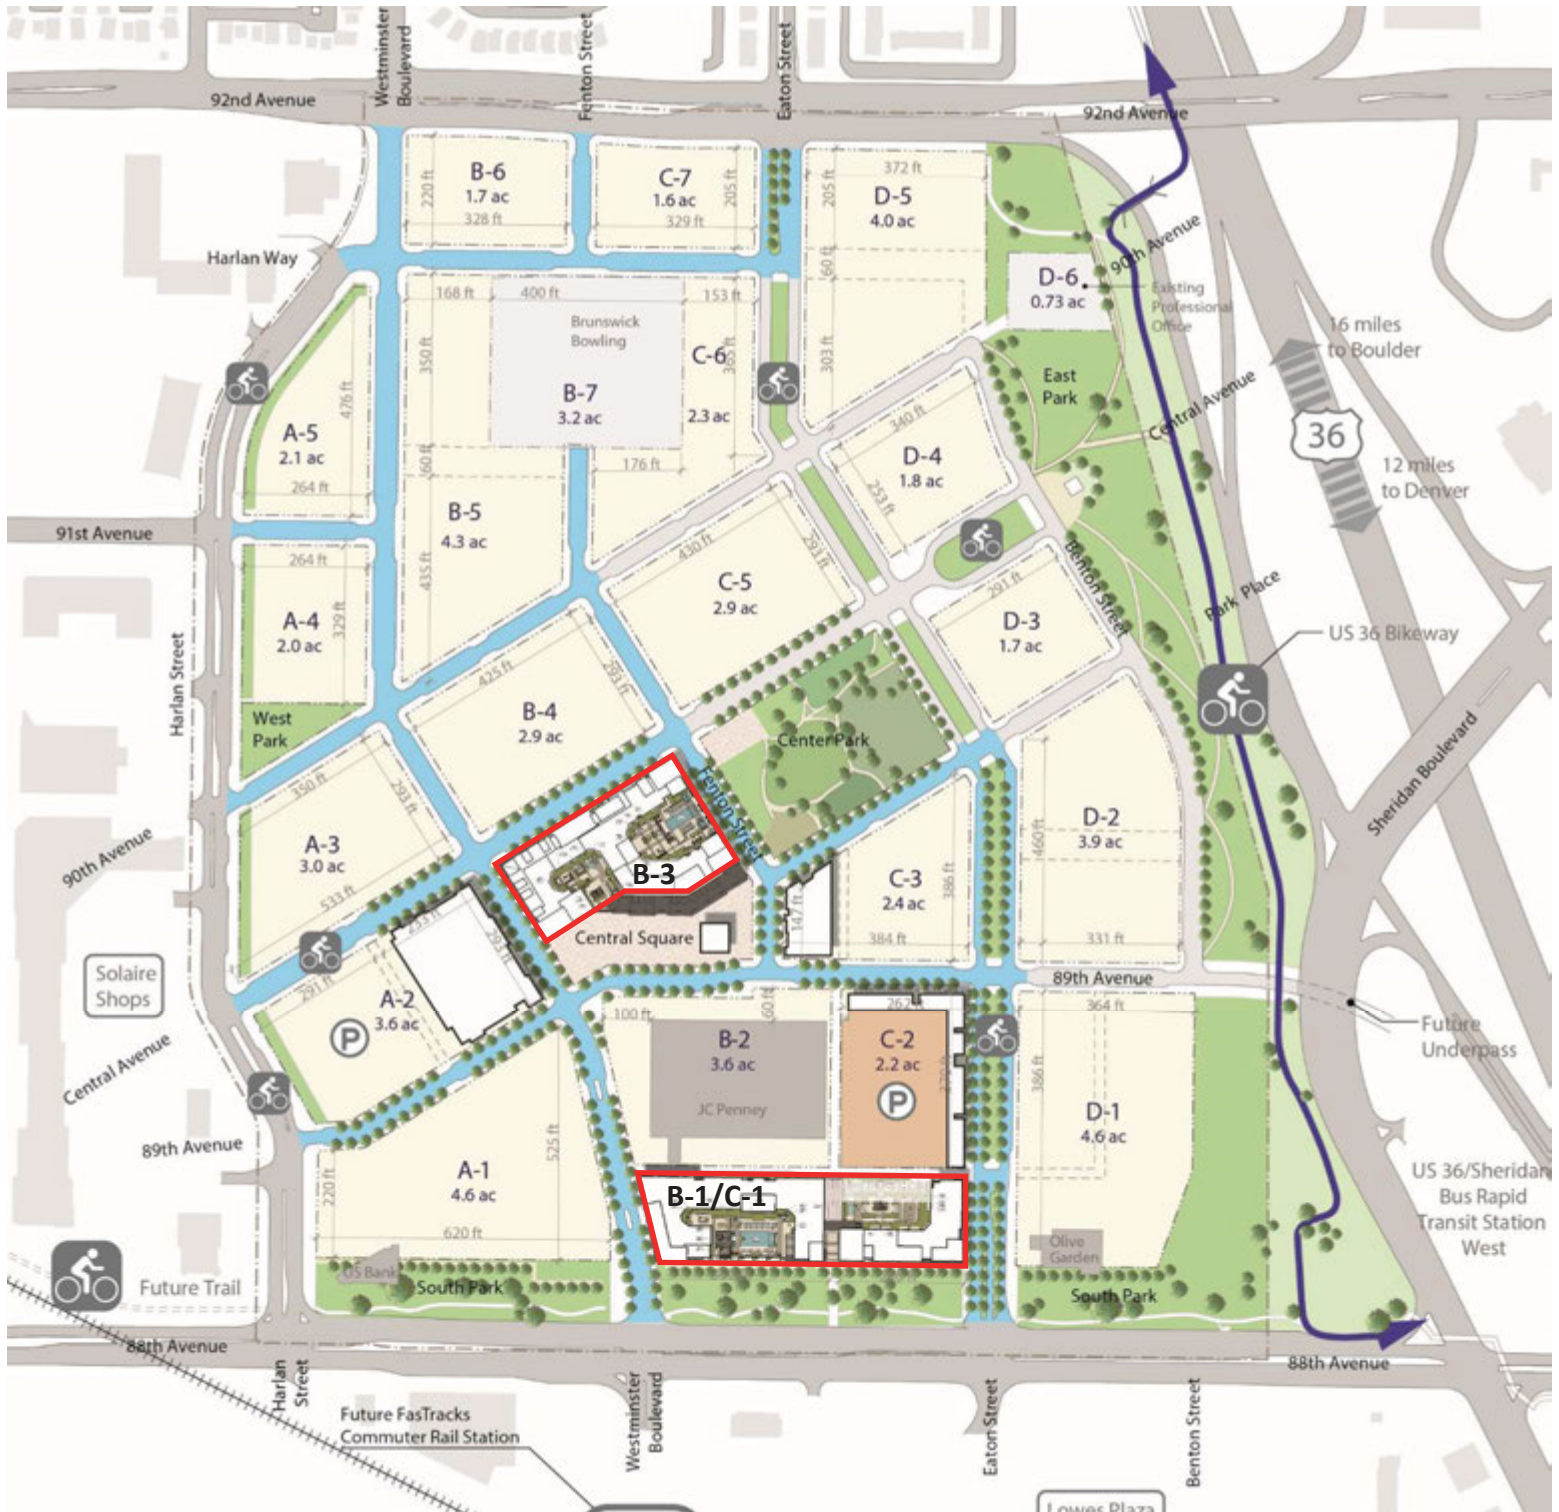 Westminster
Boulevard
Fenton Street
Eaton Street
92nd Avenue
92nd Avenue
B-6
1.7 ac
220 ft
328 ft
C-7
1.6 ac
205 ft
329 ft
372 ft
205 ft
D-5
4.0 ac
60 ft
303 ft
Harlan Way
90th Avenue
D-6
0.73 ac
Existing
Professional
Office
168 ft
400 ft
153 ft
Brunswick
Bowling
350 ft
C-6
365 ft
2.3 ac
B-7
3.2 ac
16 miles
to Boulder
East
Park
Central Avenue
36
12 miles
to Denver
476 ft
A-5
2.1 ac
264 ft
60 ft
176 ft
340 ft
D-4
1.8 ac
253 ft
91st Avenue
B-5
4.3 ac
435 ft
430 ft
293 ft
C-5
2.9 ac
264 ft
A-4
2.0 ac
329 ft
Benton Street
291 ft
D-3
1.7 ac
Park Place
US 36 Bikeway
Harlan Street
West
Park
425 ft
293 ft
B-4
2.9 ac
Center Park
Sheridan Boulevard
350 ft
293 ft
A-3
3.0 ac
533 ft
90th Avenue
Fenton Street
B-3
D-2
3.9 ac
460 ft
331 ft
C-3
2.4 ac
386 ft
384 ft
147 ft
Central Square
Solaire
Shops
293 ft
291 ft
A-2
3.6 ac
P
89th Avenue
Future
Underpass
100 ft
60 ft
B-2
3.6 ac
JC Penney
262 ft
C-2
2.2 ac
P
364 ft
386 ft
D-1
4.6 ac
Central Avenue
89th Avenue
525 ft
A-1
4.6 ac
220 ft
620 ft
B-1/C-1
US 36/Sheridan
Bus Rapid
Transit Station
West
Olive
Garden
Future Trail
US Bank
South Park
South Park
88th Avenue
88th Avenue
Harlan
Street
Westminster
Boulevard
Eaton Street
Benton Street
Future FasTracks
Commuter Rail Station
Lowes Plaza